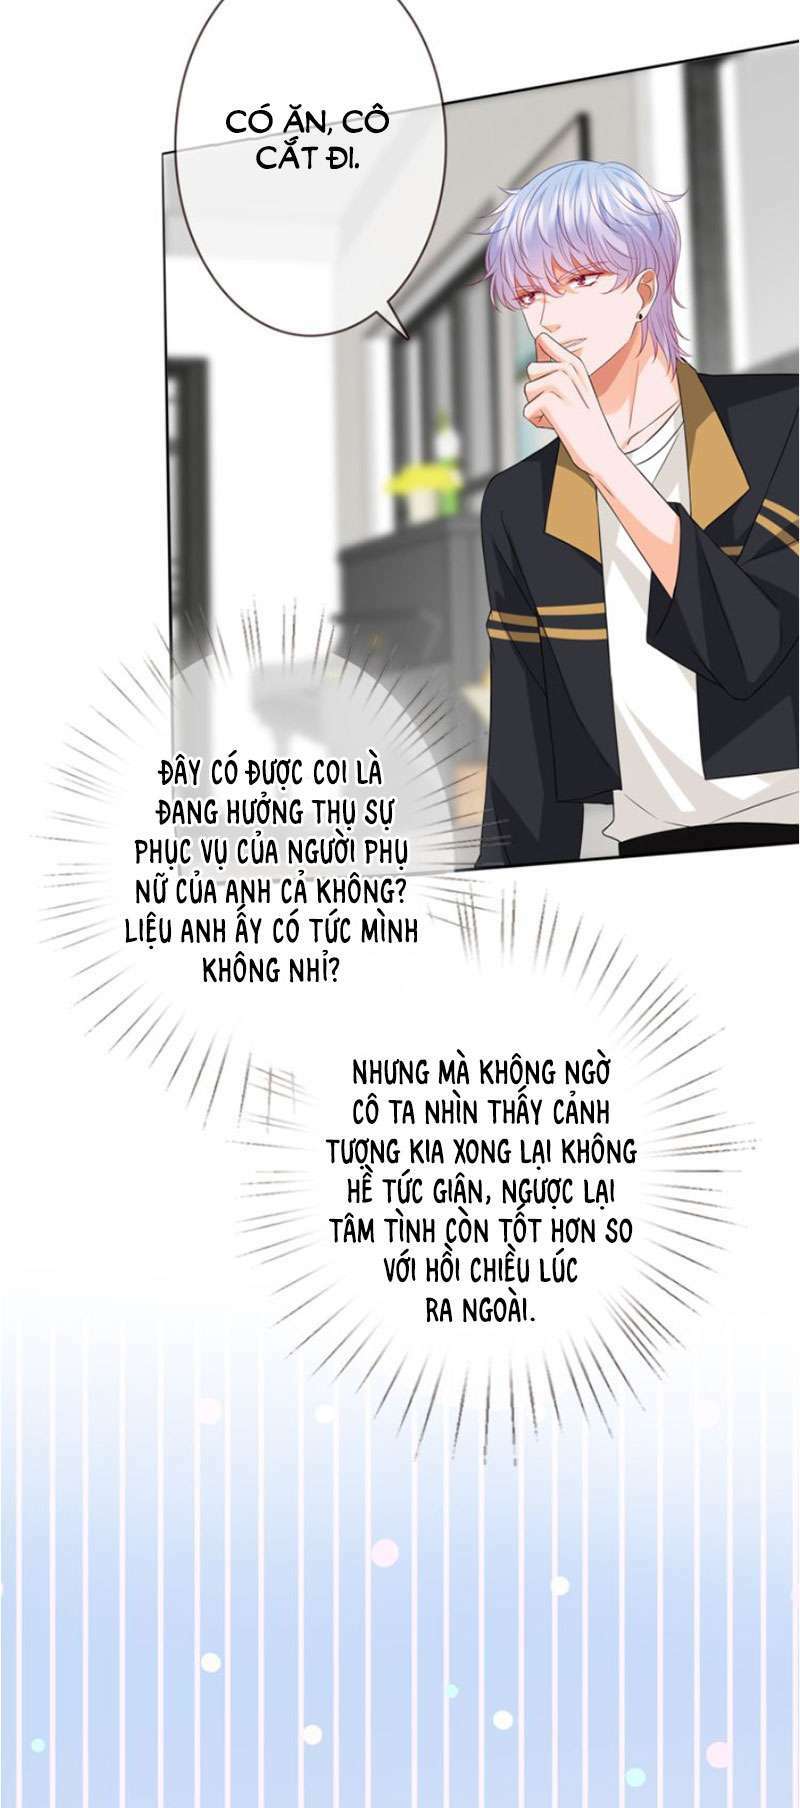 CÓ ĂN, CÔ
CẮT ĐI.
ĐÂY CÓ ĐƯỢC COI LÀ
ĐANG HƯỞNG THỤ SỰ
PHỤC VỤ CỦA NGƯỜI PHỤ
NỮ CỦA ANH CẢ KHÔNG?
LIỆU ANH ẤY CÓ TỨC MÌNH
KHÔNG NHỈ?
NHƯNG MÀ KHÔNG NGỜ
CÔ TA NHÌN THẤY CẢNH
TƯỢNG KIA XONG LẠI KHÔNG
HỀ TỨC GIÂN, NGƯỢC LẠI
TÂM TÌNH CÒN TỐT HƠN SO
VỚI HỒI CHIỀU LÚC
RA NGOÀI.